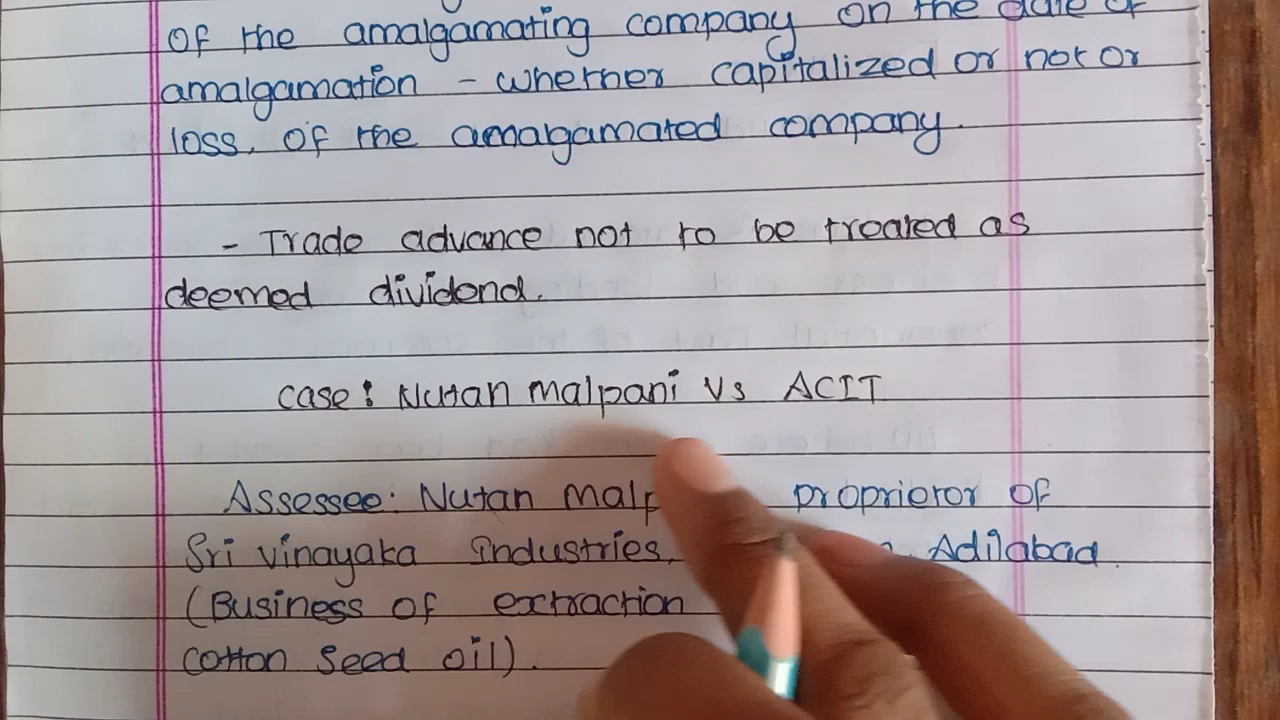 of the amalgamating company on the date of
amalgamation - whether capitalized or not or
loss, of the amalgamated company.
- Trade advance not to be treated as
deemed dividend.
case: Nutan malpani Vs ACIT
Assessee: Nutan proprietor of
Sri Vinayaka Industries, Adilabad.
(Business of extraction
cotton seed oil).